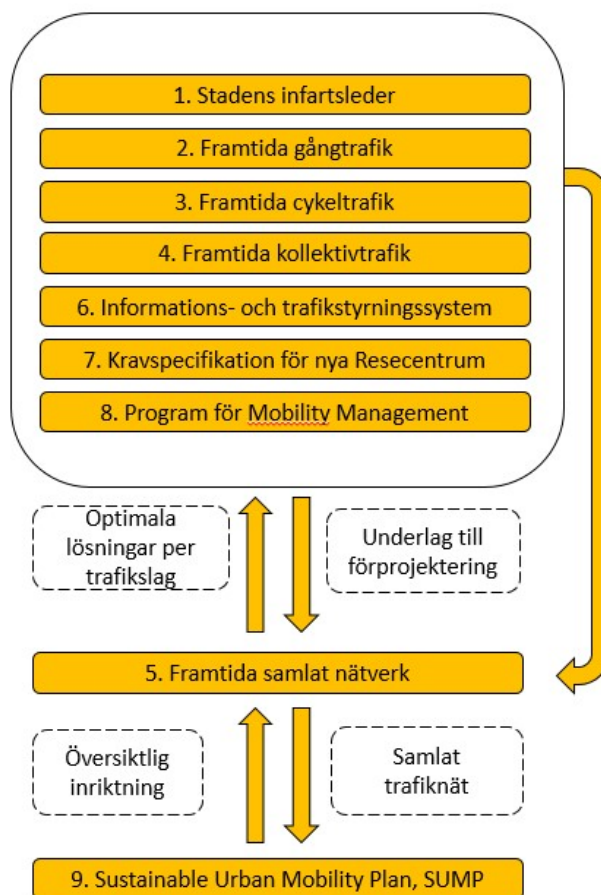 1. Stadens infartsleder
2. Framtida gångtrafik
3. Framtida cykeltrafik
4. Framtida kollektivtrafik
6. Informations- och trafikstyrningssystem
7. Kravspecifikation för nya Resecentrum
8. Program för Mobility Management
Optimala
lösningar per
trafikslag
Underlag till
förprojektering
5. Framtida samlat nätverk
Översiktlig
inriktning
Samlat
trafiknät
9. Sustainable Urban Mobility Plan, SUMP